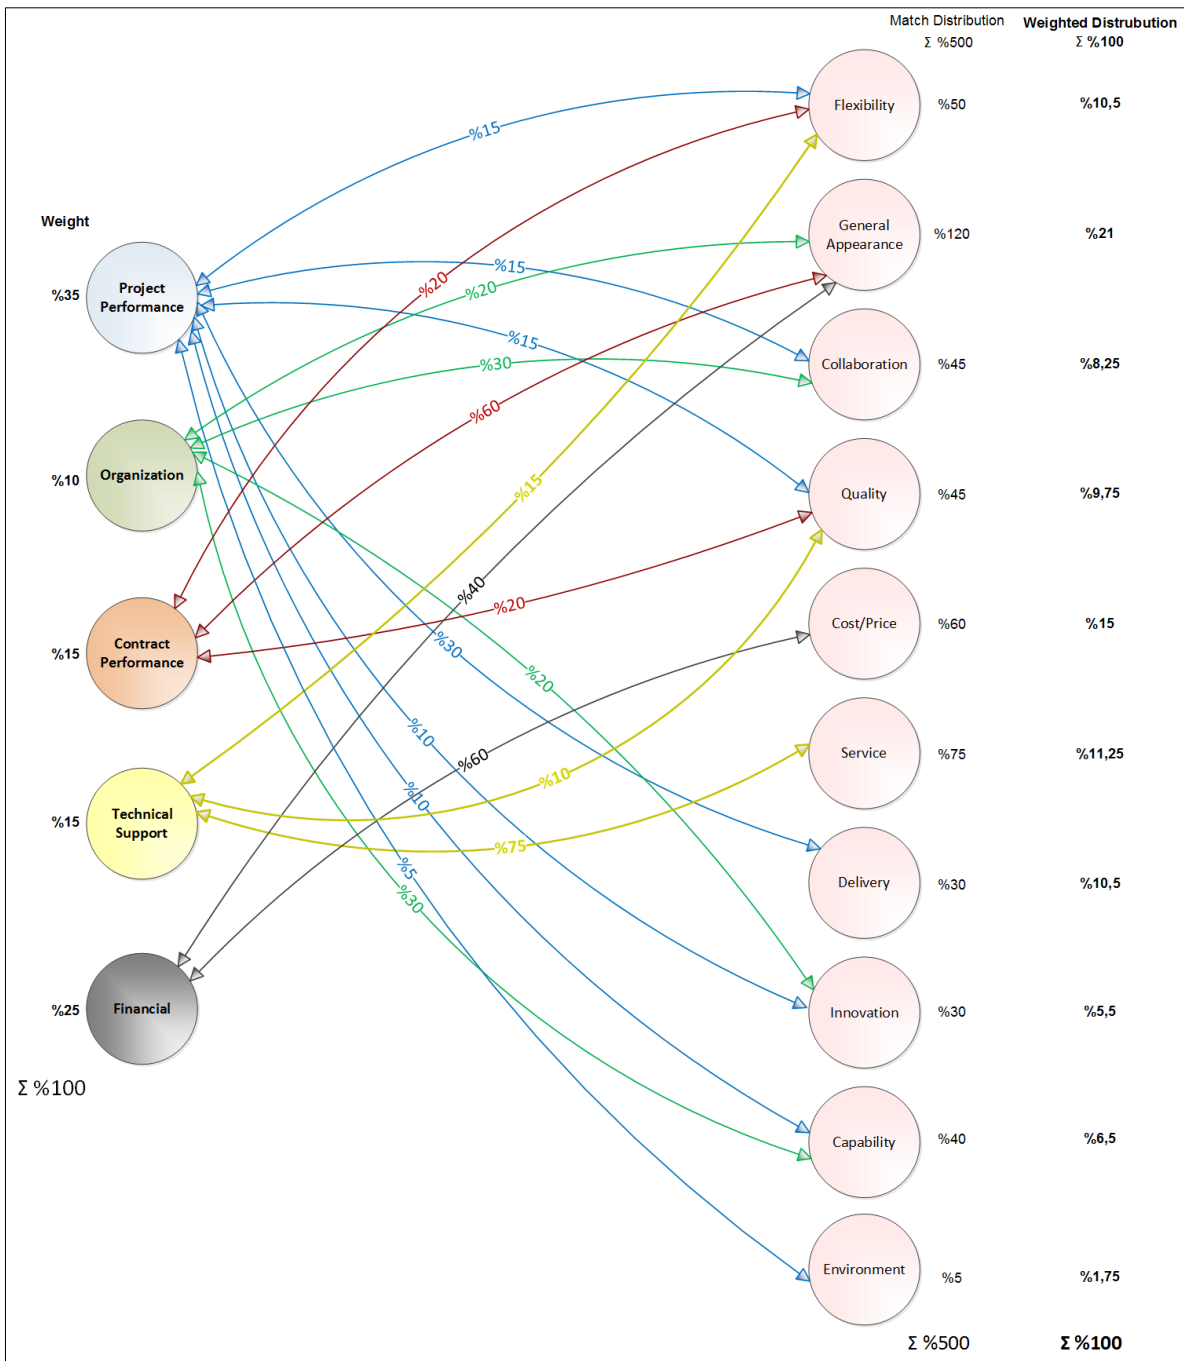 Match Distribution
Weighted Distrubution
Σ %500
Σ %100
Flexibility
%50
%10,5
%15
Weight
General
Appearance
%120
%21
Project
Performance
%35
%15
%20
%20
%15
%30
Collaboration
%45
%8,25
%60
Organization
%10
%15
Quality
%45
%9,75
%40
%20
Cost/Price
%60
%15
Contract
Performance
%15
%30
%20
%10
%60
Service
%75
%11,25
%10
%10
Technical
Support
%15
%75
%5
%30
Delivery
%30
%10,5
Financial
%25
Innovation
%30
%5,5
Σ %100
Capability
%40
%6,5
Environment
%5
%1,75
Σ %500
Σ %100